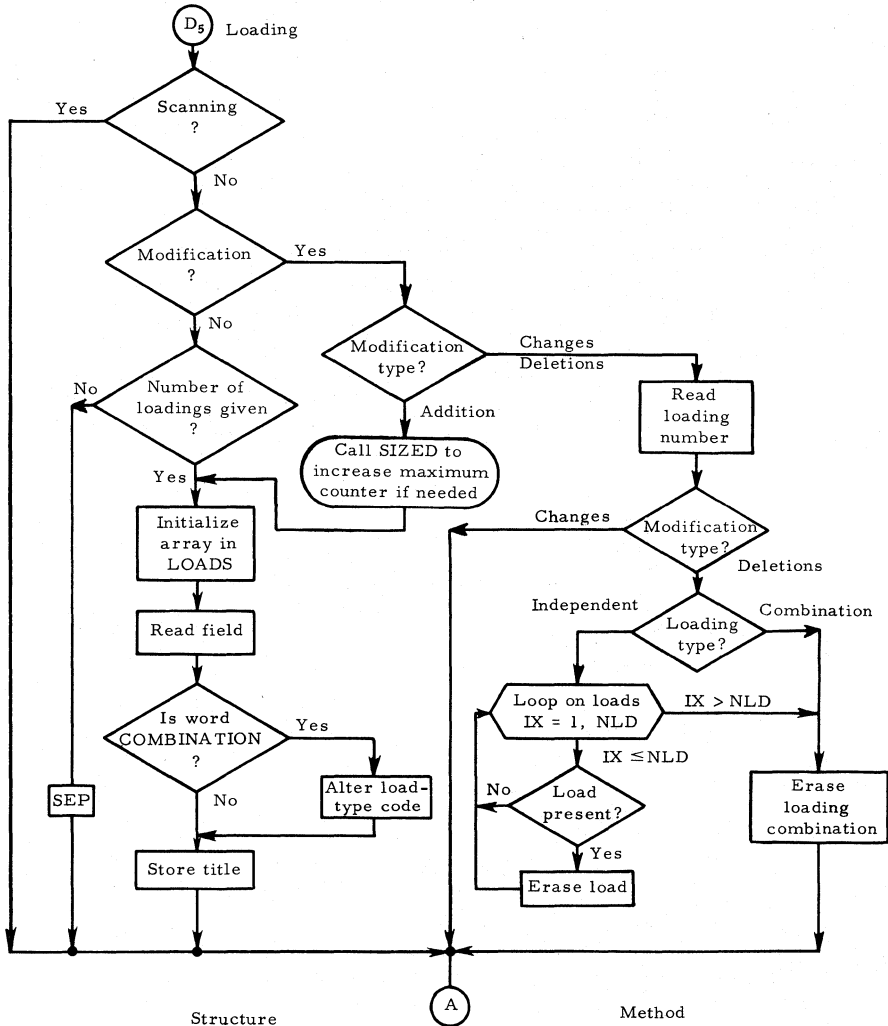 D5 Loading
Scanning
?
Yes
No
Modification
?
Yes
No
Modification
type?
Changes
Deletions
Addition
Number of
loadings given
?
No
Yes
Call SIZED to
increase maximum
counter if needed
Read
loading
number
Initialize
array in
LOADS
Changes
Modification
type?
Deletions
Read field
Independent
Combination
Loading
type?
Is word
COMBINATION
?
Yes
No
Loop on loads
IX = 1, NLD
IX > NLD
IX ≤NLD
SEP
Alter load-
type code
No
Load
present?
Yes
Erase
loading
combination
Store title
Erase load
A
Structure
Method